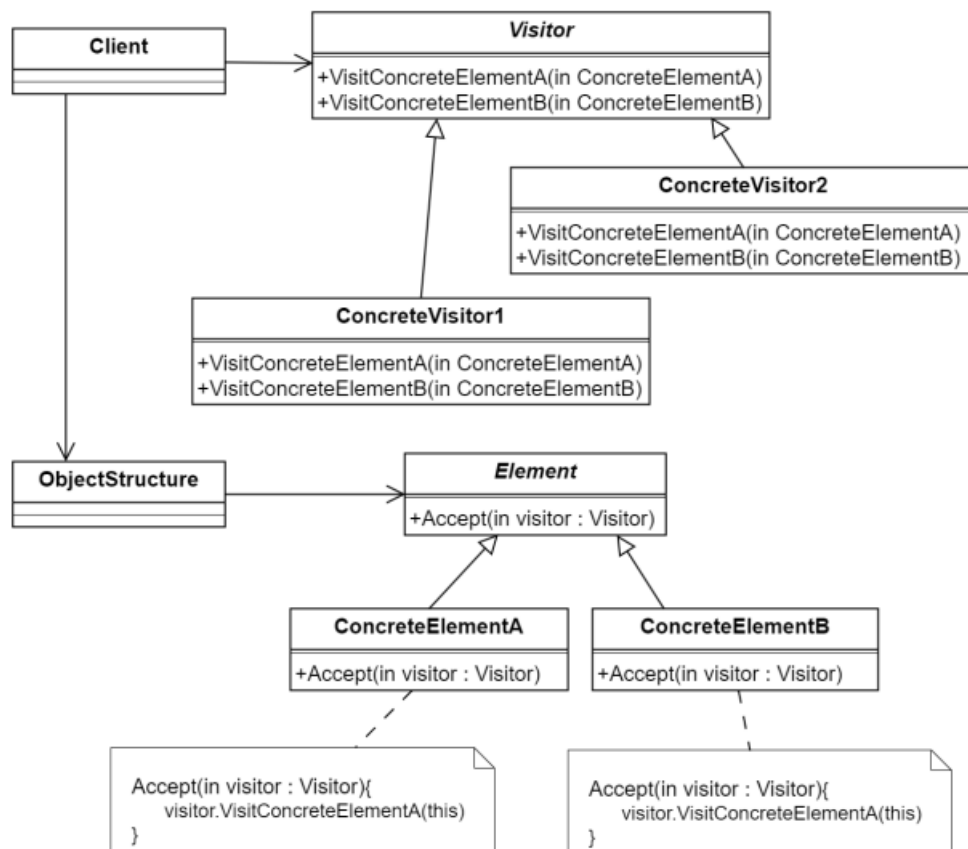 Client
Visitor
+VisitConcreteElementA(in ConcreteElementA)
+VisitConcreteElementB(in ConcreteElementB)
ConcreteVisitor2
+VisitConcreteElementA(in ConcreteElementA)
+VisitConcreteElementB(in ConcreteElementB)
ConcreteVisitor1
+VisitConcreteElementA(in ConcreteElementA)
+VisitConcreteElementB(in ConcreteElementB)
ObjectStructure
Element
+Accept(in visitor : Visitor)
ConcreteElementA
+Accept(in visitor : Visitor)
ConcreteElementB
+Accept(in visitor : Visitor)
Accept(in visitor : Visitor){
visitor.VisitConcreteElementA(this)
}
Accept(in visitor : Visitor){
visitor.VisitConcreteElementA(this)
}